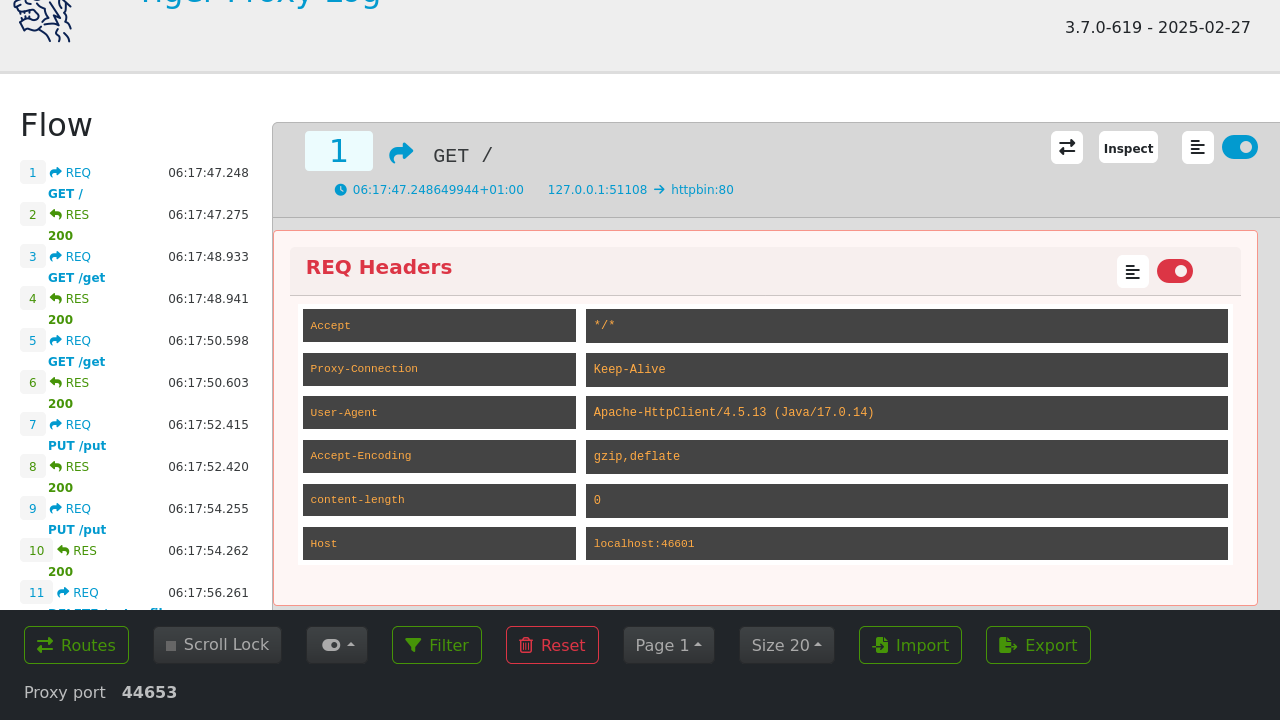 Tiger Proxy Log
3.7.0-619 - 2025-02-27
Flow
1 REQ 06:17:47.248
GET /
2 RES 06:17:47.275
200
3 REQ 06:17:48.933
GET /get
4 RES 06:17:48.941
200
5 REQ 06:17:50.598
GET /get
6 RES 06:17:50.603
200
7 REQ 06:17:52.415
PUT /put
8 RES 06:17:52.420
200
9 REQ 06:17:54.255
PUT /put
10 RES 06:17:54.262
200
11 REQ 06:17:56.261
1 GET /
Inspect
06:17:47.248649944+01:00 127.0.0.1:51108 → httpbin:80
REQ Headers
Accept */*
Proxy-Connection Keep-Alive
User-Agent Apache-HttpClient/4.5.13 (Java/17.0.14)
Accept-Encoding gzip,deflate
content-length 0
Host localhost:46601
Routes Scroll Lock Filter Reset Page 1 Size 20 Import Export
Proxy port 44653